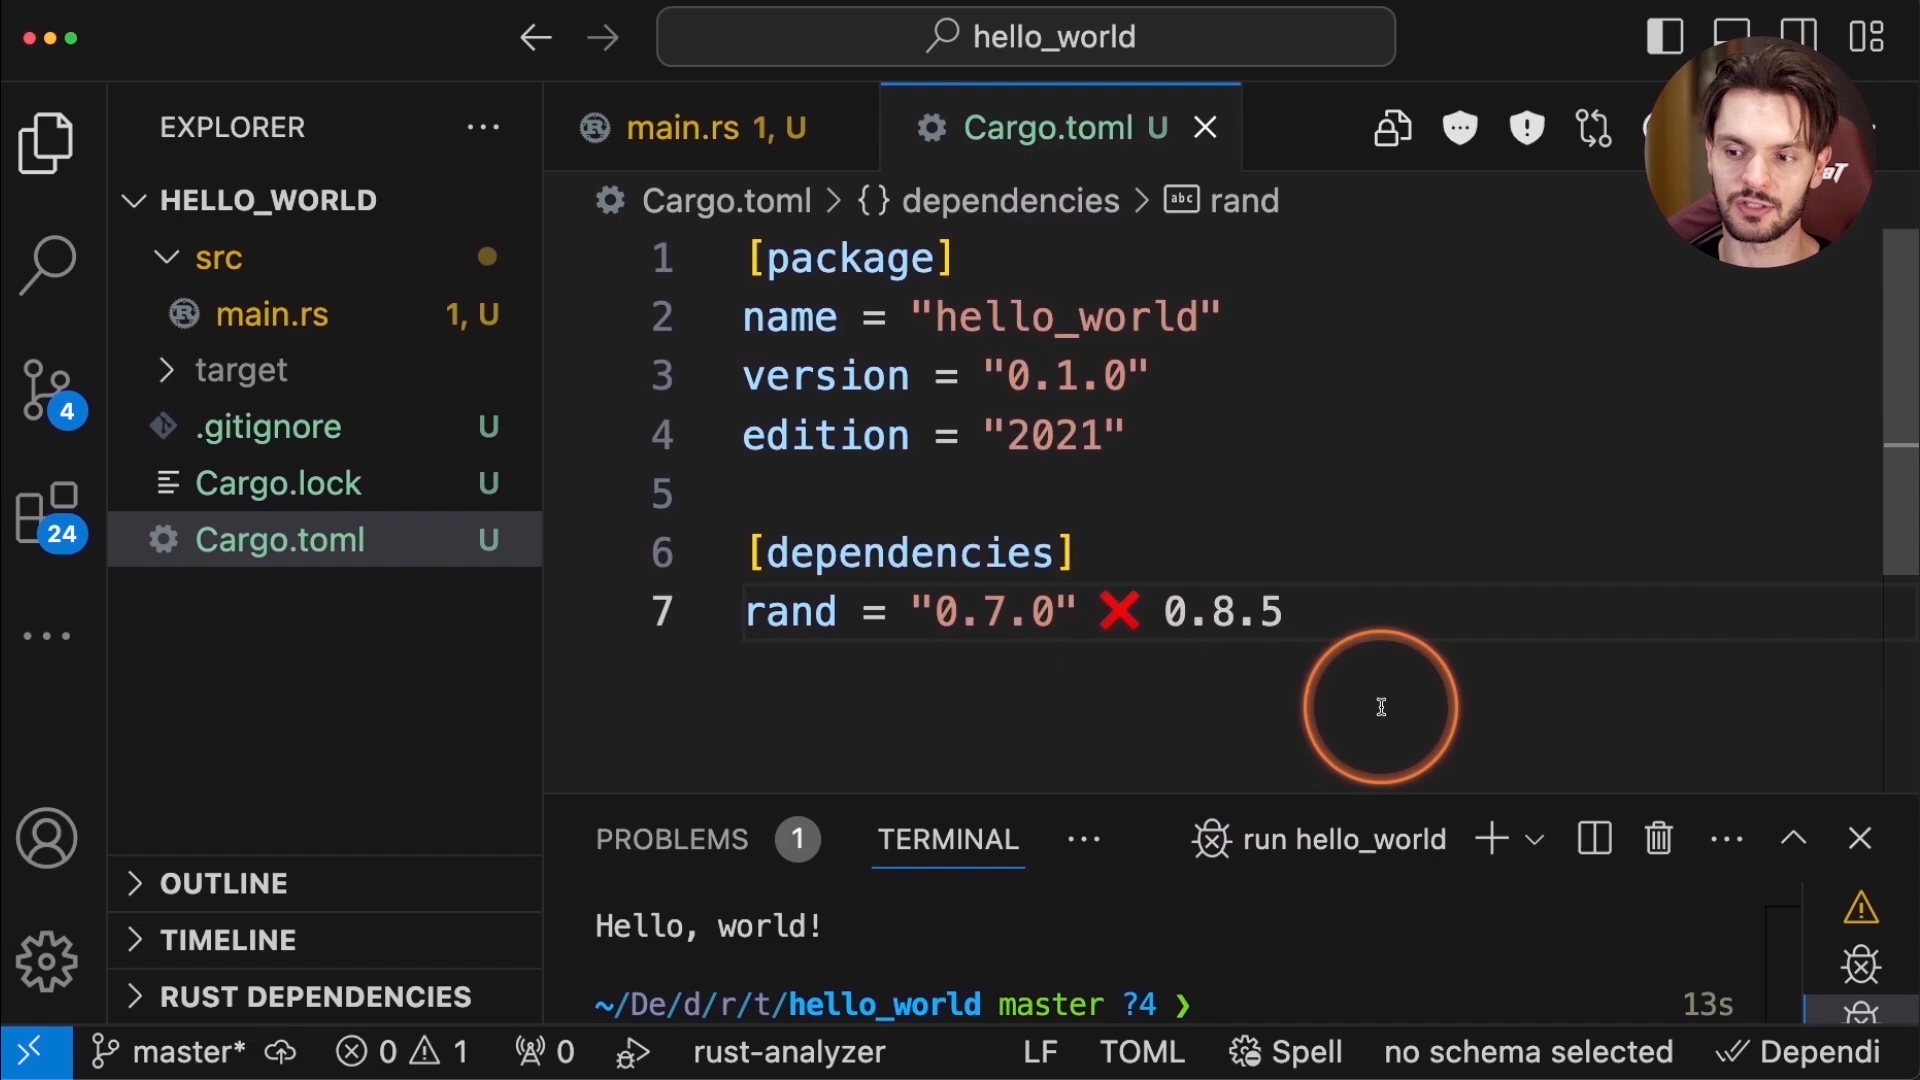 hello_world
EXPLORER
HELLO_WORLD
src
main.rs 1, U
target
.gitignore U
Cargo.lock U
Cargo.toml U
OUTLINE
TIMELINE
RUST DEPENDENCIES
4
24
main.rs 1, U
Cargo.toml U
Cargo.toml > {} dependencies > abc rand
1 [package]
2 name = "hello_world"
3 version = "0.1.0"
4 edition = "2021"
5
6 [dependencies]
7 rand = "0.7.0" ❌ 0.8.5
PROBLEMS 1 TERMINAL ... run hello_world
Hello, world!
~/De/d/r/t/hello_world master ?4 ❯ 13s
master* 0 1 0 rust-analyzer LF TOML Spell no schema selected Dependi